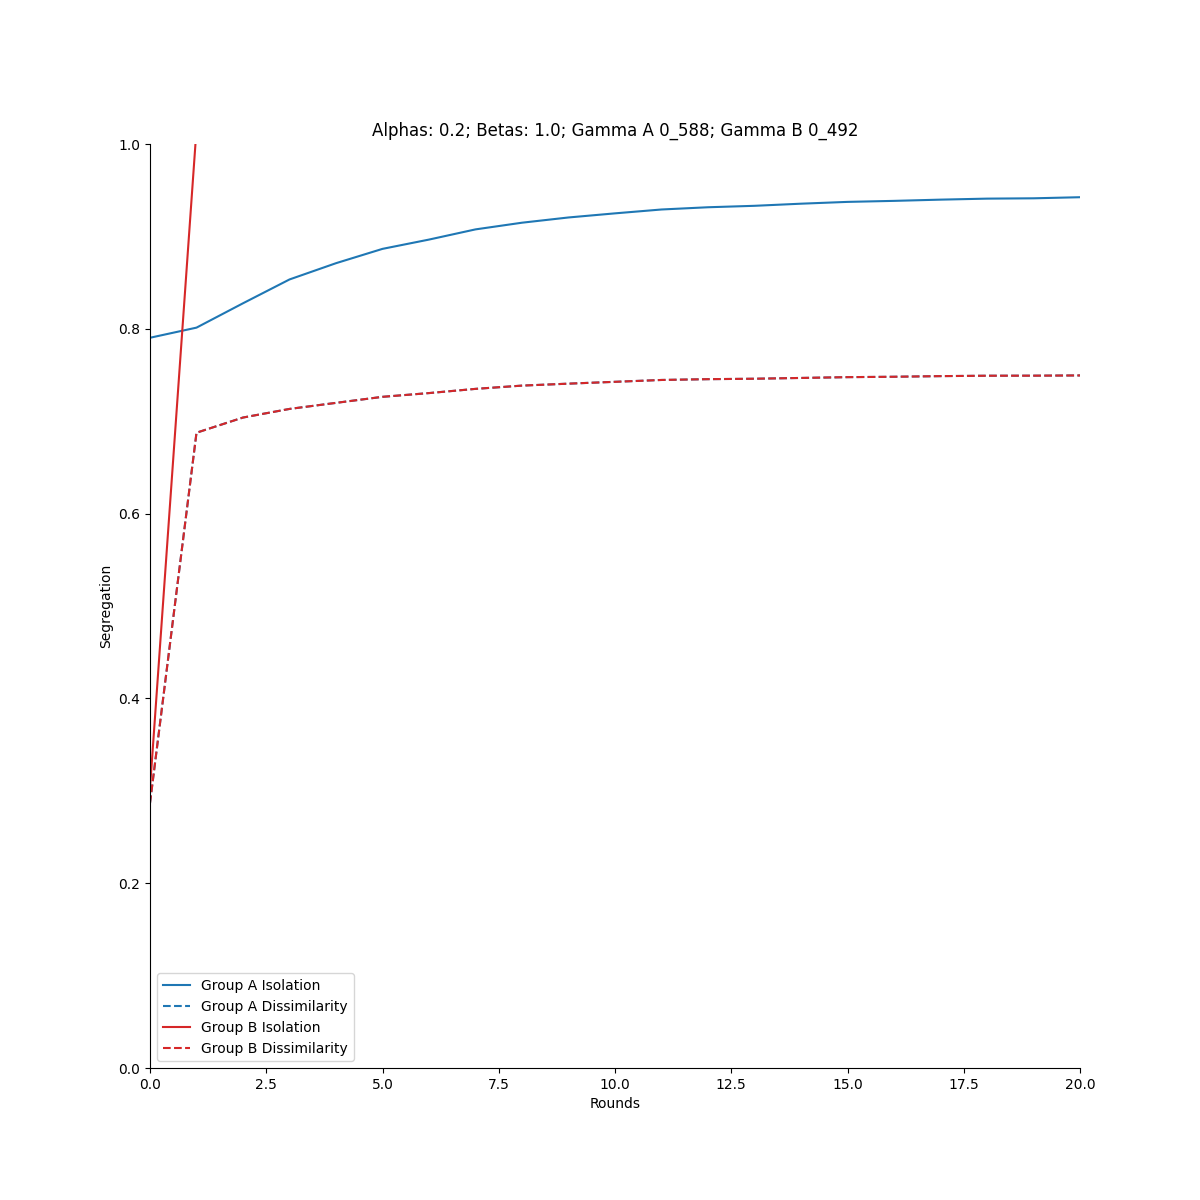 Alphas: 0.2; Betas: 1.0; Gamma A 0_588; Gamma B 0_492
1.0
0.8
0.6
0.4
0.2
0.0
Segregation
Group A Isolation
Group A Dissimilarity
Group B Isolation
Group B Dissimilarity
0.0 2.5 5.0 7.5 10.0 12.5 15.0 17.5 20.0
Rounds